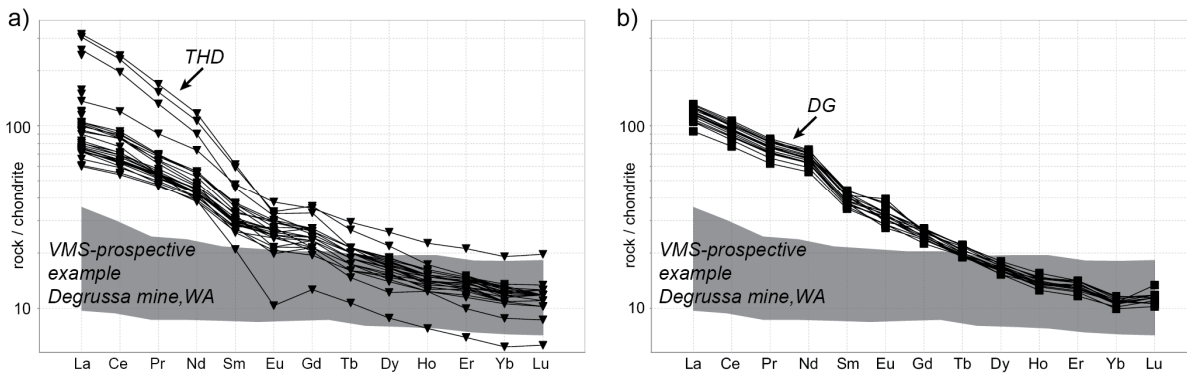 a)
THD
100
10
rock / chondrite
VMS-prospective
example
Degrussa mine,WA
La Ce Pr Nd Sm Eu Gd Tb Dy Ho Er Yb Lu
b)
DG
100
10
rock / chondrite
VMS-prospective
example
Degrussa mine,WA
La Ce Pr Nd Sm Eu Gd Tb Dy Ho Er Yb Lu